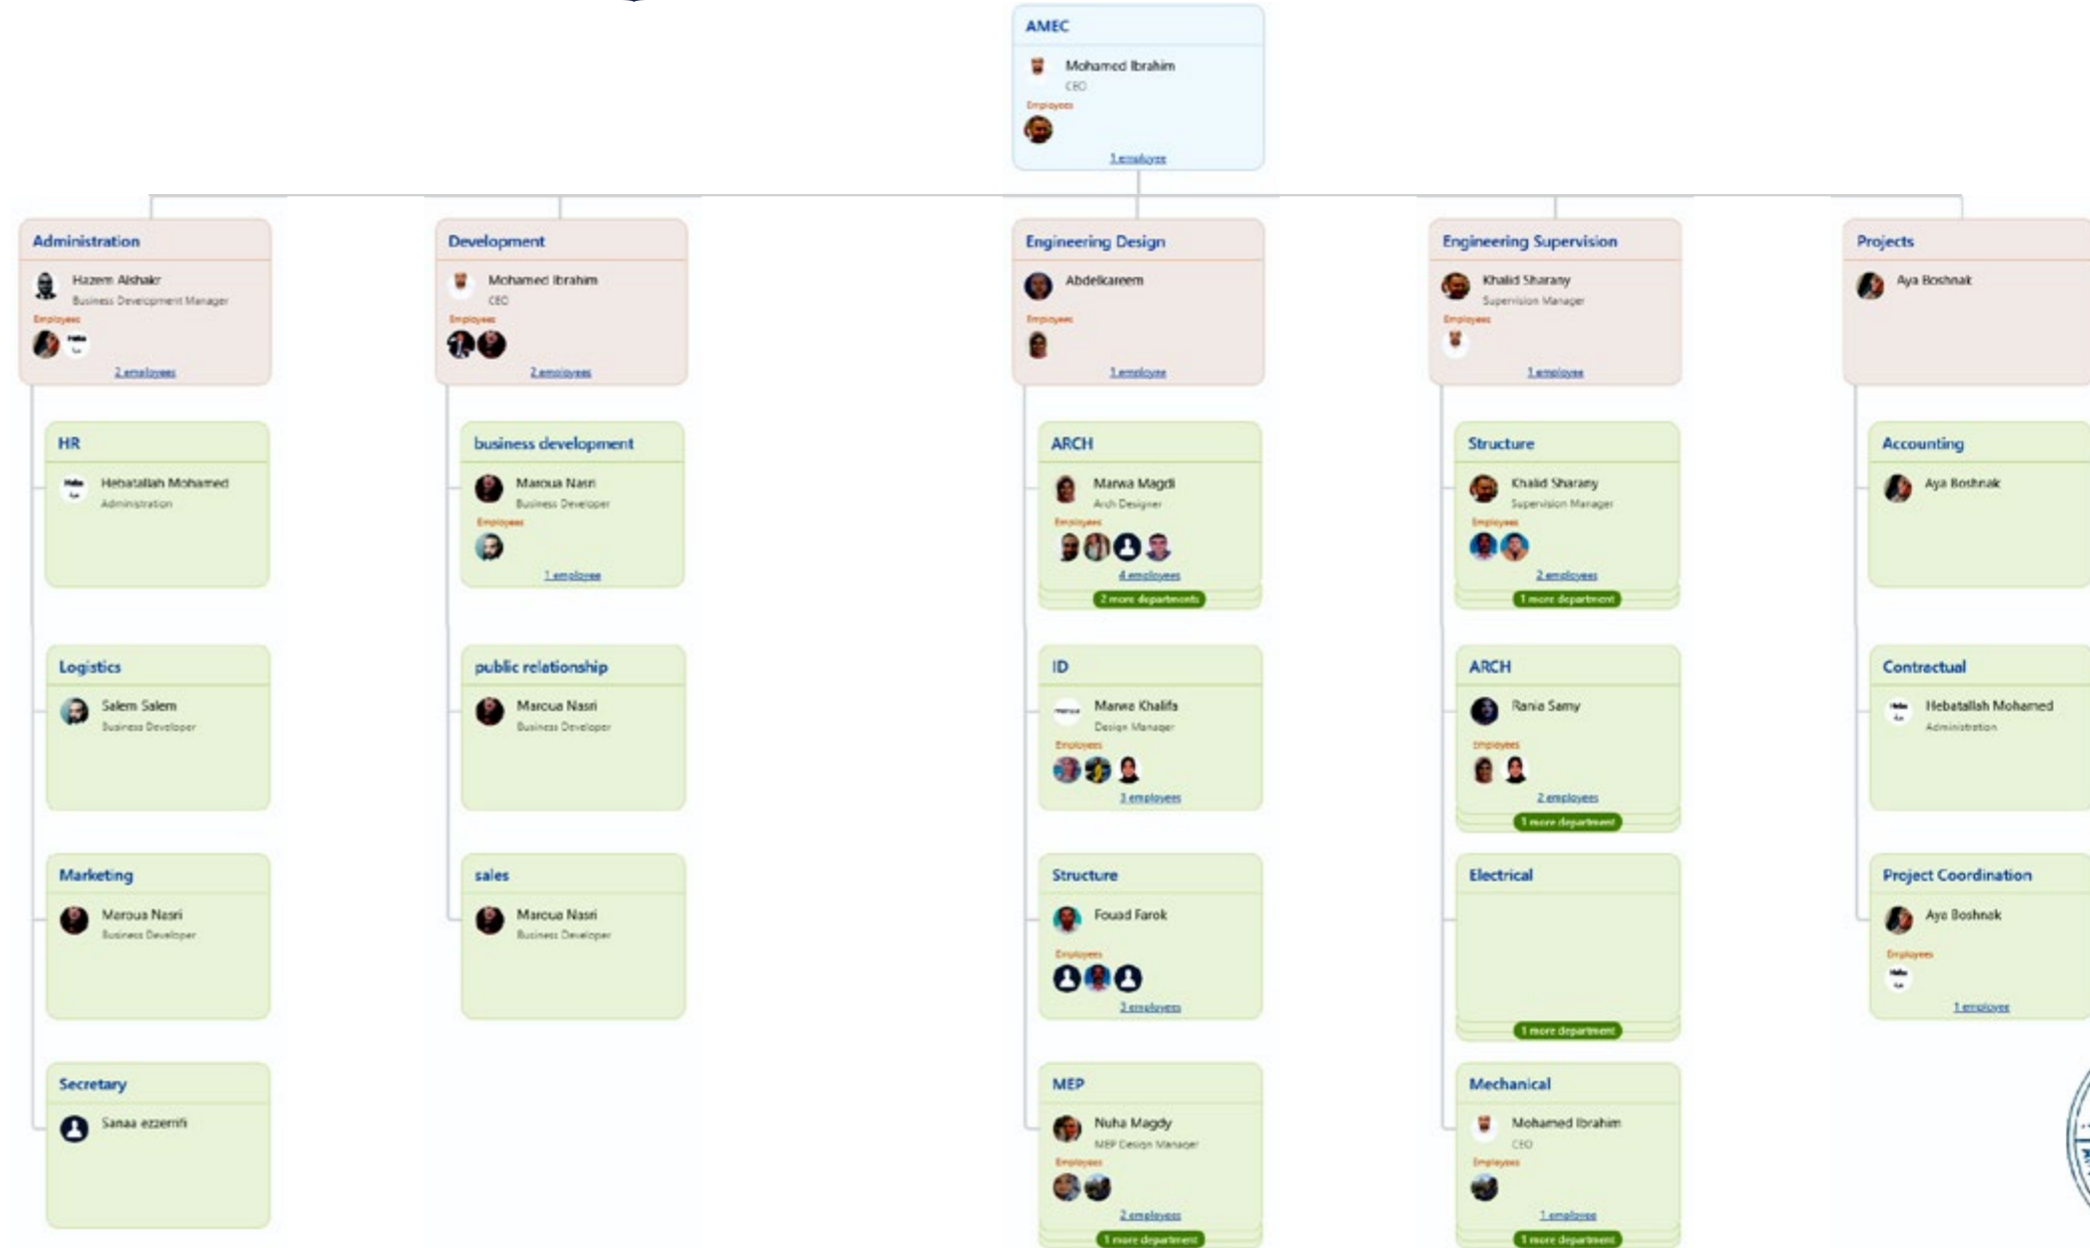 AMEC
Mohamed Ibrahim
CEO
Employees
1 employee
Administration
Hazem Alshakr
Business Development Manager
Employees
2 employees
HR
Hebatallah Mohamed
Administration
Logistics
Salem Salem
Business Developer
Marketing
Maroua Nasri
Business Developer
Secretary
Sanaa ezzerrifi
Development
Mohamed Ibrahim
CEO
Employees
2 employees
business development
Maroua Nasri
Business Developer
Employees
1 employee
public relationship
Maroua Nasri
Business Developer
sales
Maroua Nasri
Business Developer
Engineering Design
Abdelkareem
Employees
1 employee
ARCH
Marwa Magdi
Arch Designer
Employees
4 employees
2 more departments
ID
Marwa Khalifa
Design Manager
Employees
3 employees
Structure
Fouad Farok
Employees
3 employees
MEP
Nuha Magdy
MEP Design Manager
Employees
2 employees
1 more department
Engineering Supervision
Khalid Sharany
Supervision Manager
Employees
1 employee
Structure
Khalid Sharany
Supervision Manager
Employees
2 employees
1 more department
ARCH
Rania Samy
Employees
2 employees
1 more department
Electrical
1 more department
Mechanical
Mohamed Ibrahim
CEO
Employees
1 employee
1 more department
Projects
Aya Boshnak
Accounting
Aya Boshnak
Contractual
Hebatallah Mohamed
Administration
Project Coordination
Aya Boshnak
Employees
1 employee